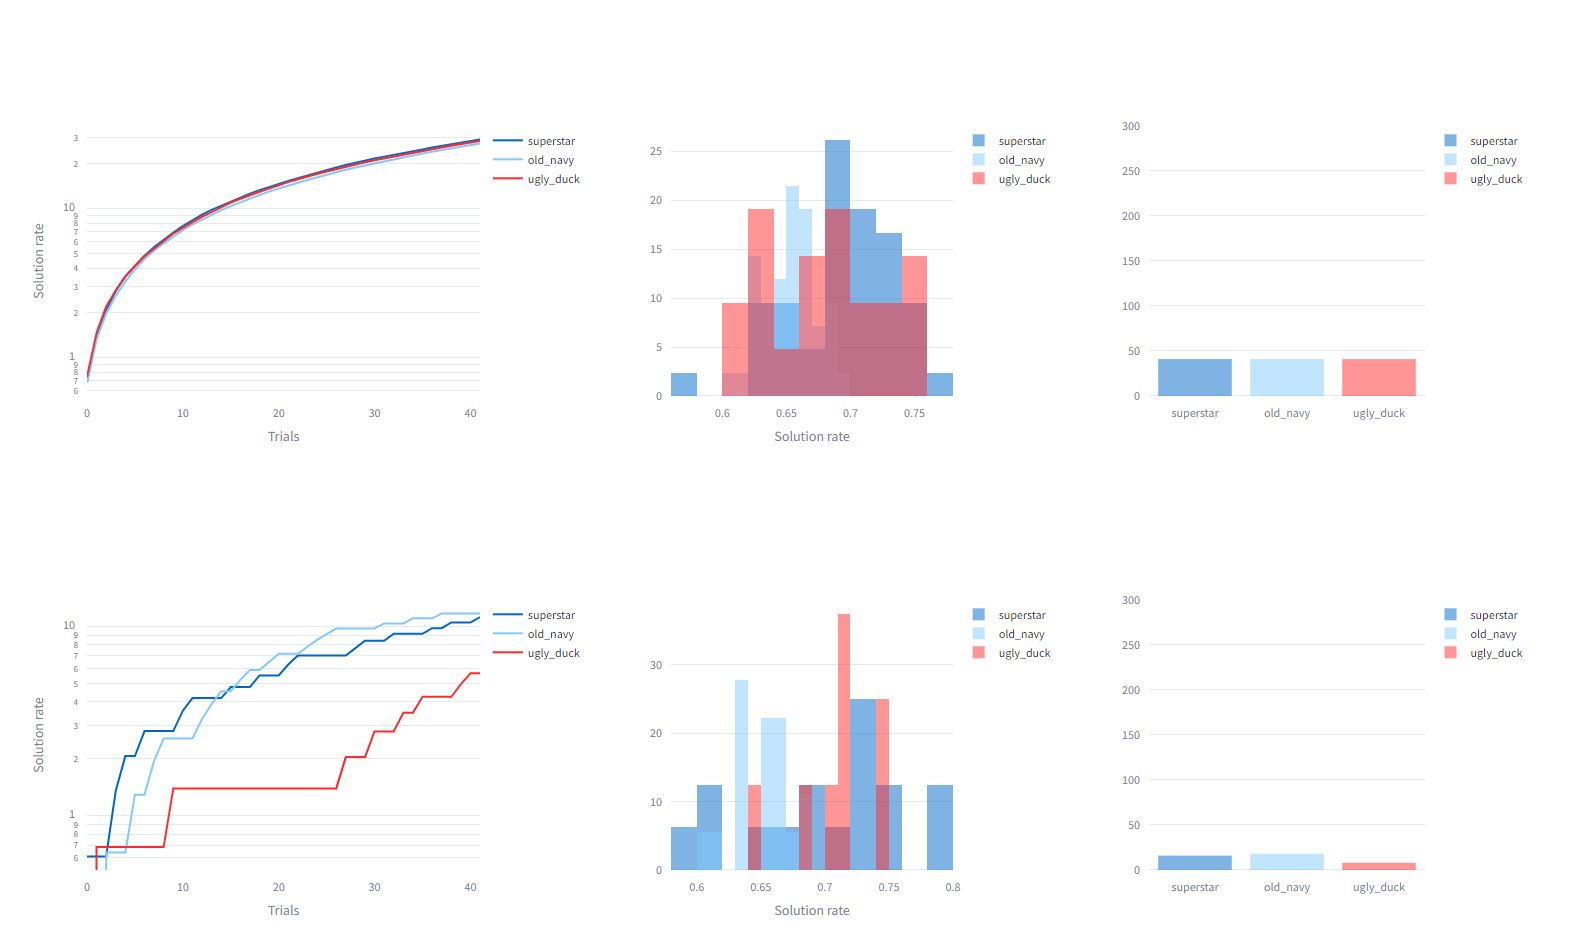 3
2
10
9
8
7
6
5
4
3
2
1
9
8
7
6
0 10 20 30 40
Solution rate
Trials
superstar
old_navy
ugly_duck
25
20
15
10
5
0
0.6 0.65 0.7 0.75
Solution rate
superstar
old_navy
ugly_duck
300
250
200
150
100
50
0
superstar old_navy ugly_duck
superstar
old_navy
ugly_duck
10
9
8
7
6
5
4
3
2
1
9
8
7
6
0 10 20 30 40
Solution rate
Trials
superstar
old_navy
ugly_duck
30
20
10
0
0.6 0.65 0.7 0.75 0.8
Solution rate
superstar
old_navy
ugly_duck
300
250
200
150
100
50
0
superstar old_navy ugly_duck
superstar
old_navy
ugly_duck